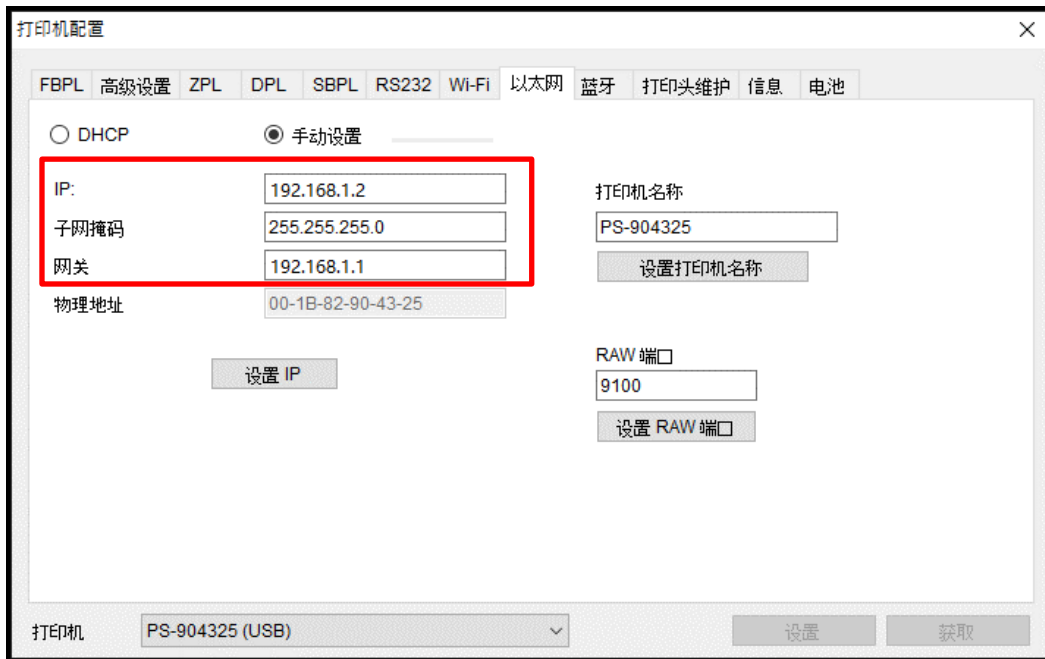 打印机配置
FBPL 高级设置 ZPL DPL SBPL RS232 Wi-Fi 以太网 蓝牙 打印头维护 信息 电池
DHCP 手动设置
IP: 192.168.1.2
打印机名称
子网掩码 255.255.255.0
PS-904325
网关 192.168.1.1
设置打印机名称
物理地址 00-1B-82-90-43-25
RAW 端口
设置 IP
9100
设置 RAW 端口
打印机 PS-904325 (USB) 设置 获取